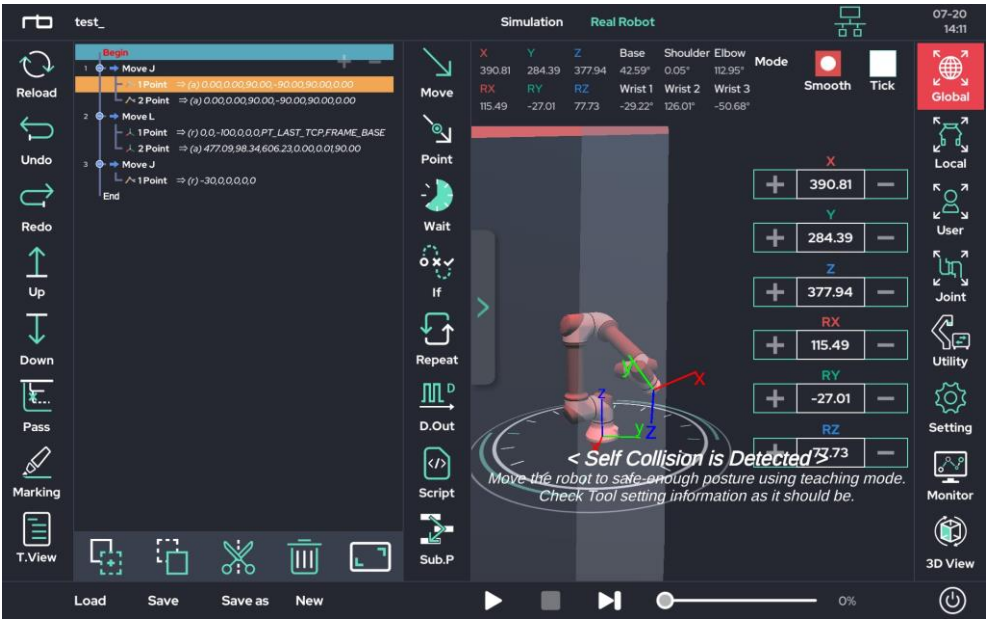 test_
Simulation Real Robot
07-20
14:11
Reload
Undo
Redo
Up
Down
Pass
Marking
T.View
Begin
1 Move J
1 Point ⇒ (a) 0.00,0.00,90.00,-90.00,90.00,0.00
2 Point ⇒ (a) 0.00,0.00,90.00,-90.00,90.00,0.00
2 Move L
1 Point ⇒ (r) 0,0,-100,0,0,0,PT_LAST_TCP,FRAME_BASE
2 Point ⇒ (a) 477.09,98.34,606.23,0.00,0.01,90.00
3 Move J
1 Point ⇒ (r) -30,0,0,0,0,0
End
Move
Point
Wait
If
Repeat
D
D.Out
Script
Sub.P
X Y Z Base Shoulder Elbow
390.81 284.39 377.94 42.59° 0.05° 112.95°
RX RY RZ Wrist 1 Wrist 2 Wrist 3
115.49 -27.01 77.73 -29.22° 126.01° -50.68°
Mode
Smooth Tick
X
+ 390.81 −
Y
+ 284.39 −
Z
+ 377.94 −
RX
+ 115.49 −
RY
+ -27.01 −
RZ
+ 77.73 −
y X
z
y Z
< Self Collision is Detected >
Move the robot to safe-enough posture using teaching mode.
Check Tool setting information as it should be.
Global
Local
User
Joint
Utility
Setting
Monitor
3D View
Load Save Save as New
0%